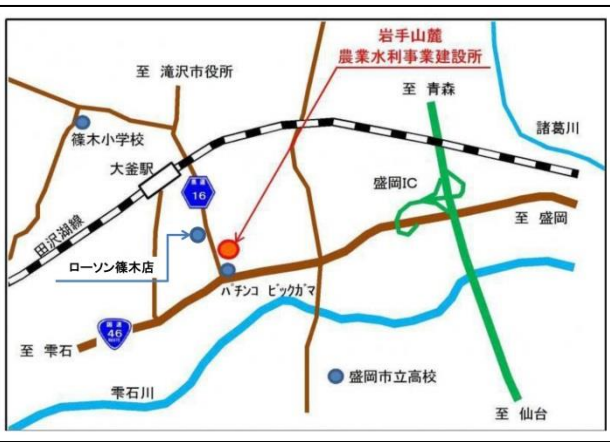 岩手山麓
農業水利事業建設所
至 滝沢市役所
至 青森
諸葛川
篠木小学校
大釜駅
県道
16
盛岡IC
至 盛岡
田沢湖線
ローソン篠木店
パチンコ ビックガマ
国道
46
至 雫石
雫石川
盛岡市立高校
至 仙台